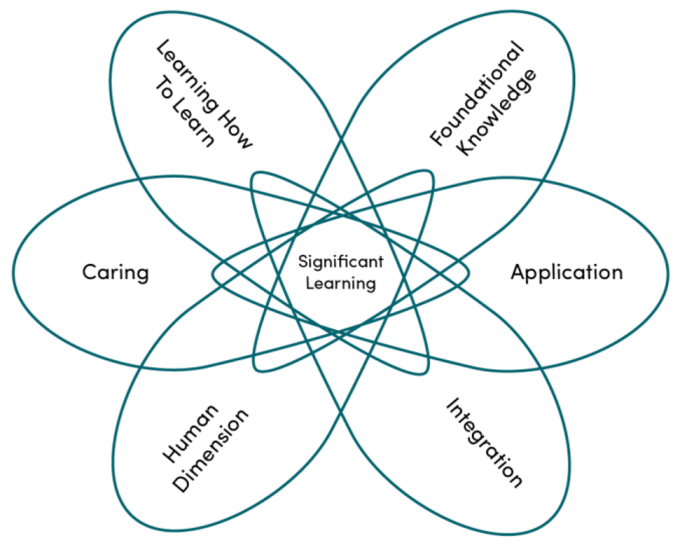 Learning How
To Learn
Foundational
Knowledge
Caring
Significant
Learning
Application
Human
Dimension
Integration